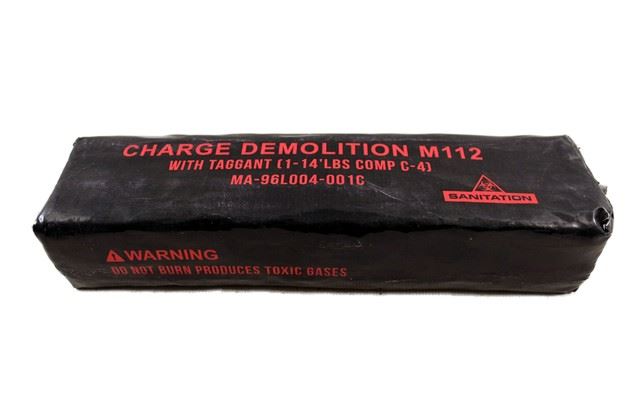 CHARGE DEMOLITION M112
WITH TAGGANT (1-14'LBS COMP C-4)
MA-96L004-001C
SANITATION
WARNING
DO NOT BURN PRODUCES TOXIC GASES